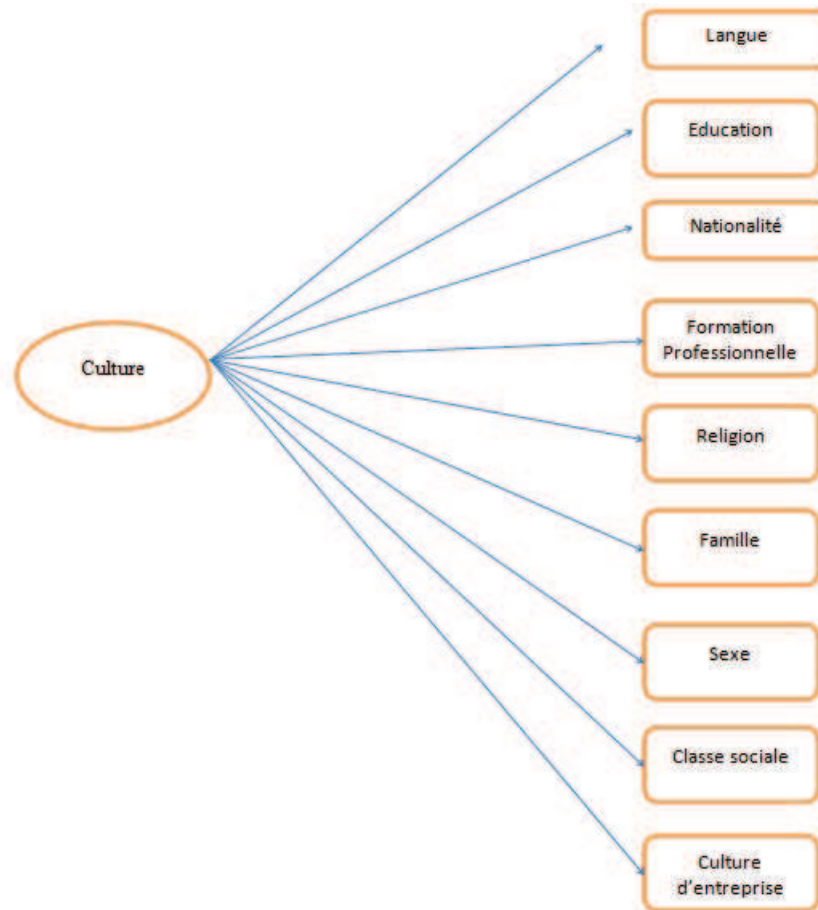 Langue
Education
Nationalité
Formation
Professionnelle
Culture
Religion
Famille
Sexe
Classe sociale
Culture
d'entreprise